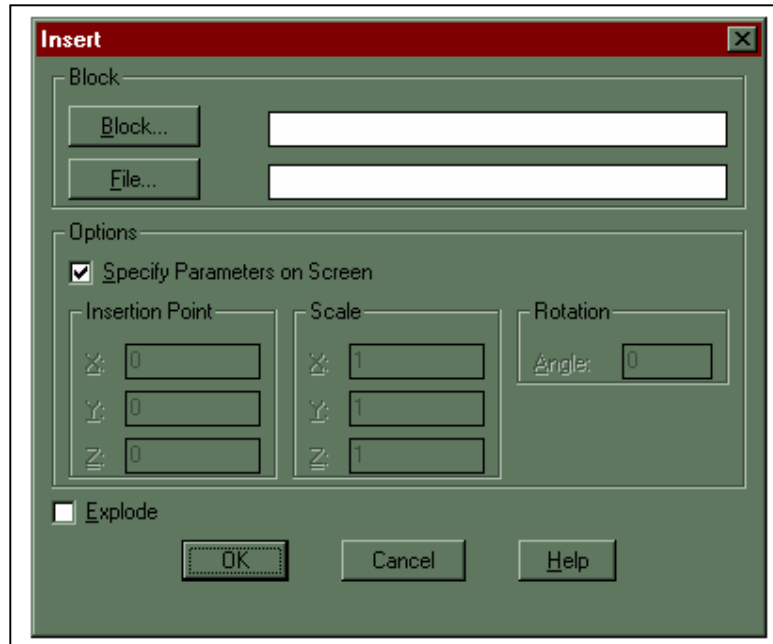 Insert
Block
Block...
File...
Options
Specify Parameters on Screen
Insertion Point Scale Rotation
X: 0 X: 1 Angle: 0
Y: 0 Y: 1
Z: 0 Z: 1
Explode
OK Cancel Help